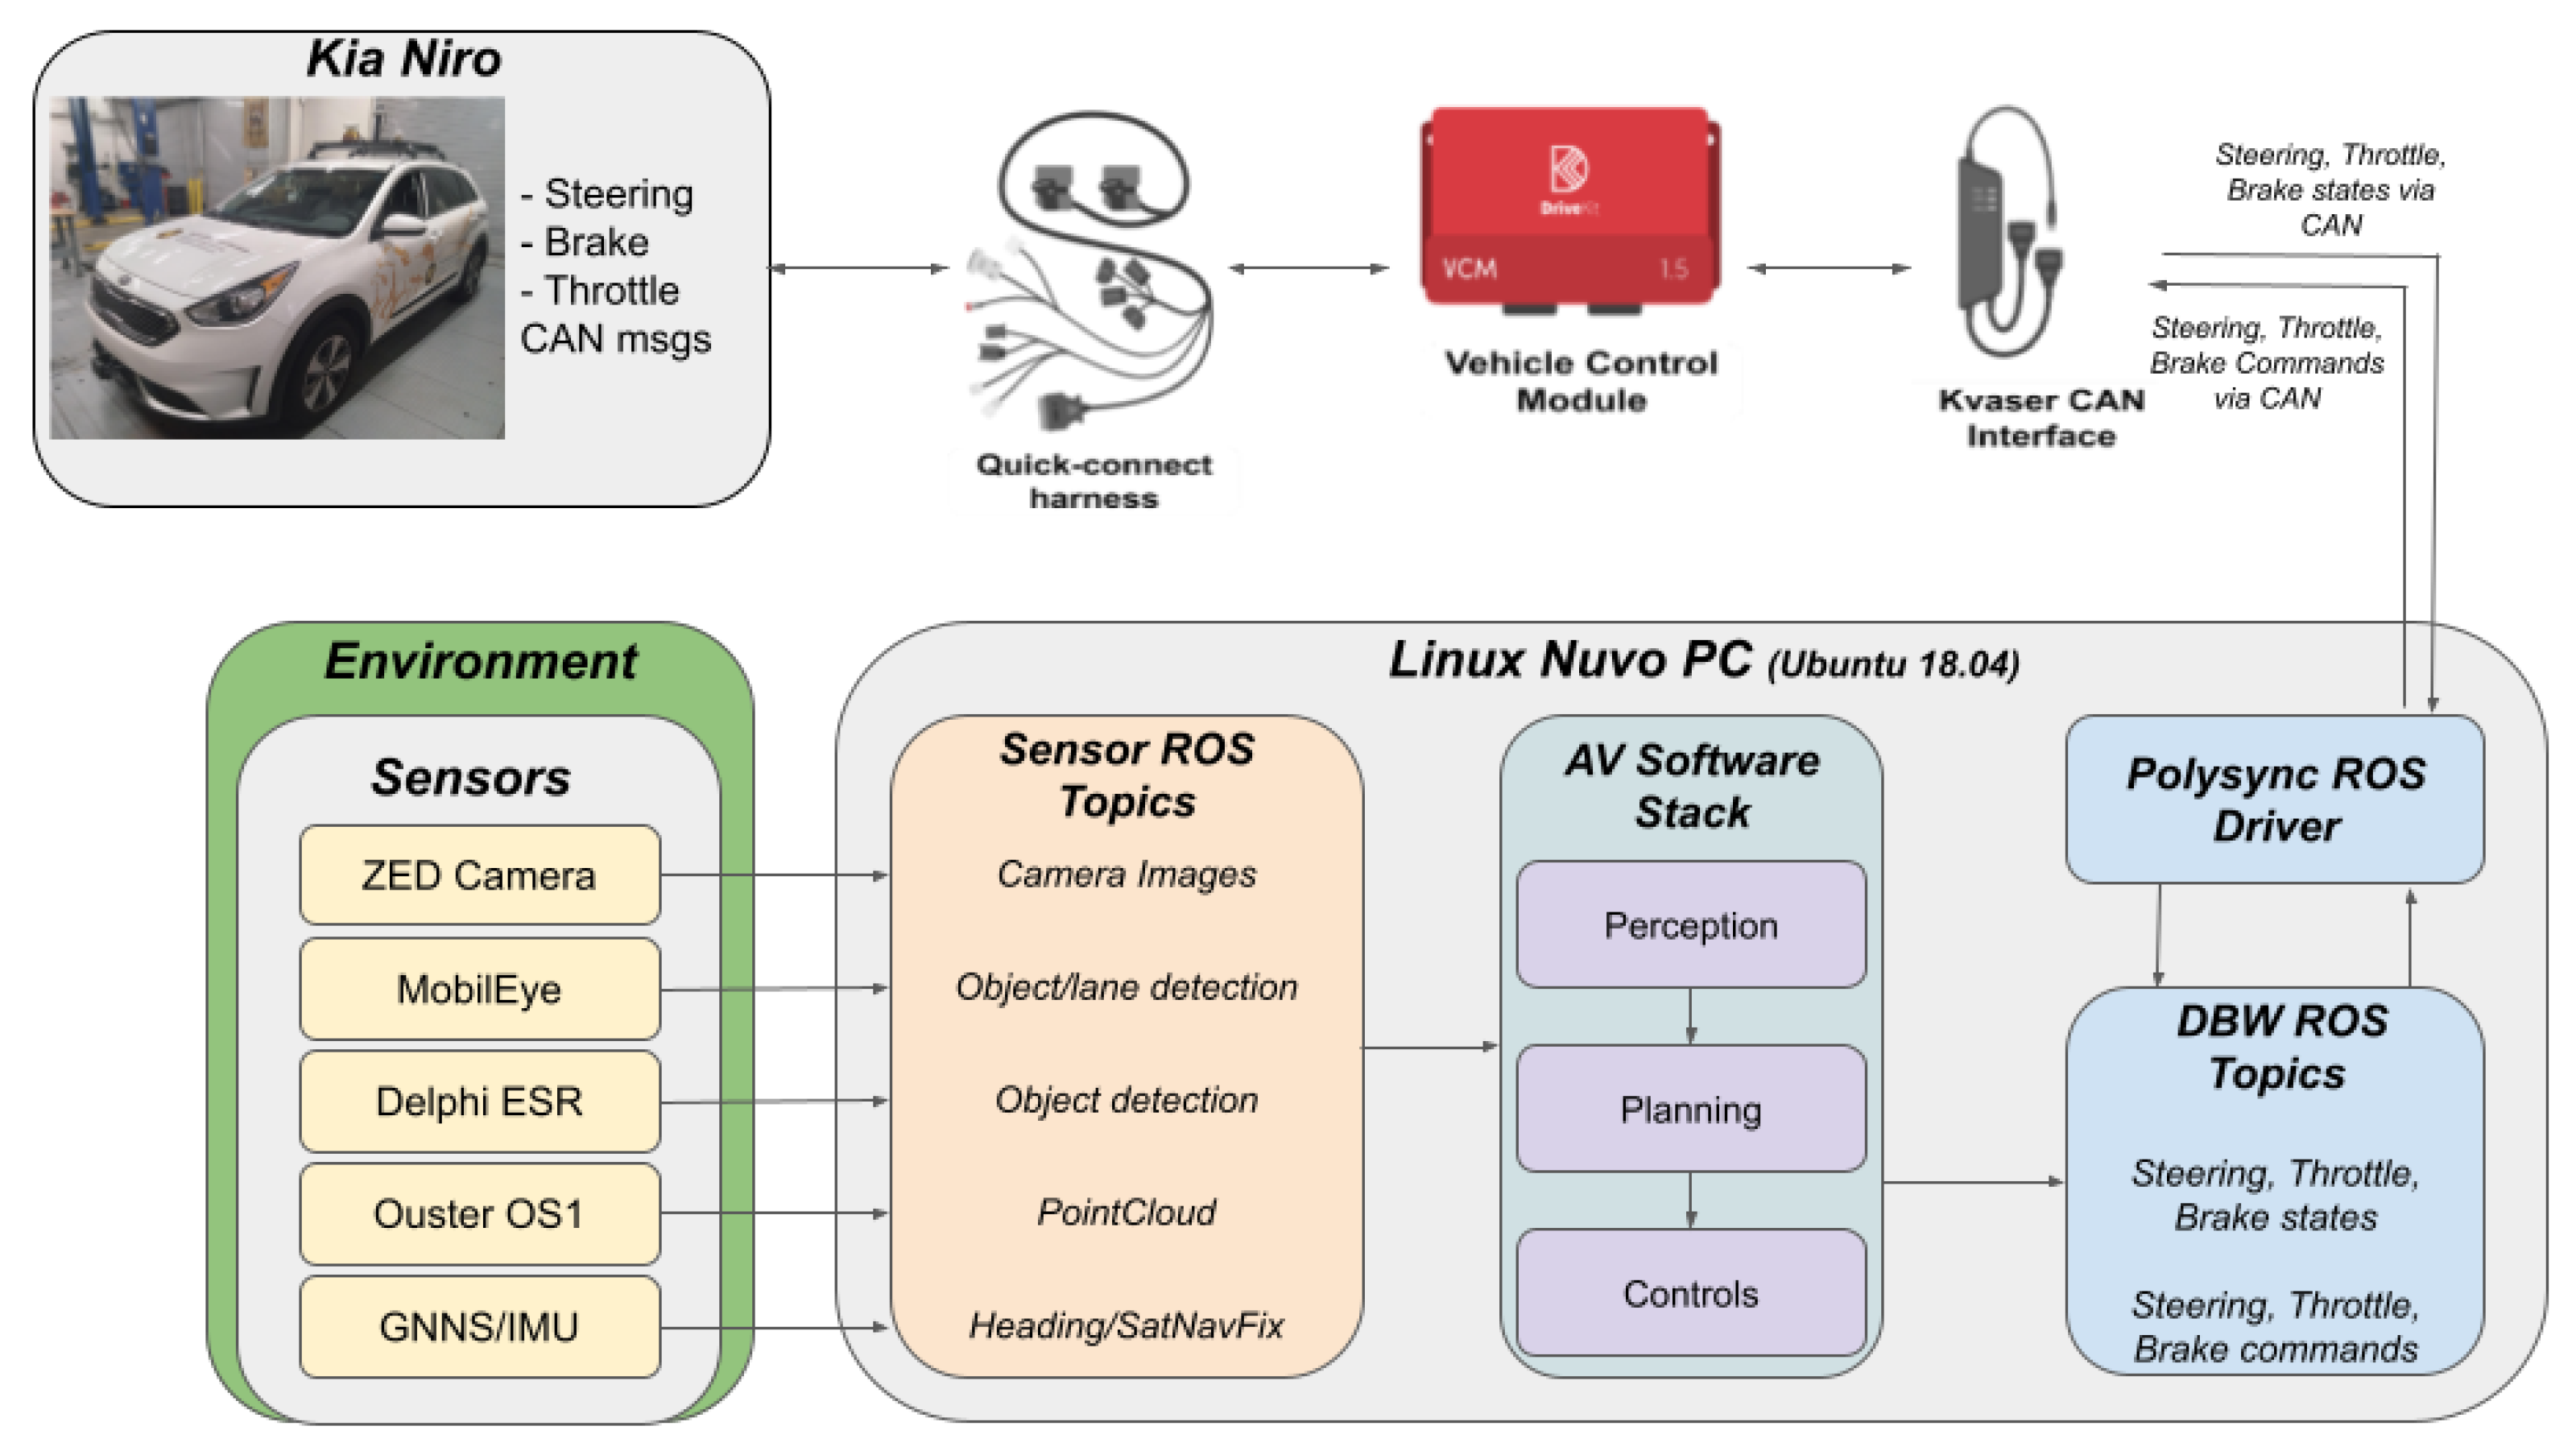 Kia Niro
- Steering
- Brake
- Throttle
CAN msgs
Quick-connect
harness
DriveKit
VCM 1.5
Vehicle Control
Module
Kvaser CAN
Interface
Steering, Throttle,
Brake states via
CAN
Steering, Throttle,
Brake Commands
via CAN
Environment
Sensors
ZED Camera
MobilEye
Delphi ESR
Ouster OS1
GNNS/IMU
Linux Nuvo PC (Ubuntu 18.04)
Sensor ROS
Topics
Camera Images
Object/lane detection
Object detection
PointCloud
Heading/SatNavFix
AV Software
Stack
Perception
Planning
Controls
Polysync ROS
Driver
DBW ROS
Topics
Steering, Throttle,
Brake states
Steering, Throttle,
Brake commands